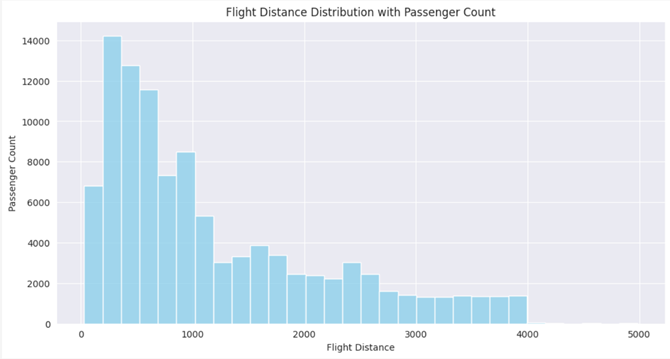 Flight Distance Distribution with Passenger Count
14000
12000
10000
8000
6000
4000
2000
0
Passenger Count
0 1000 2000 3000 4000 5000
Flight Distance